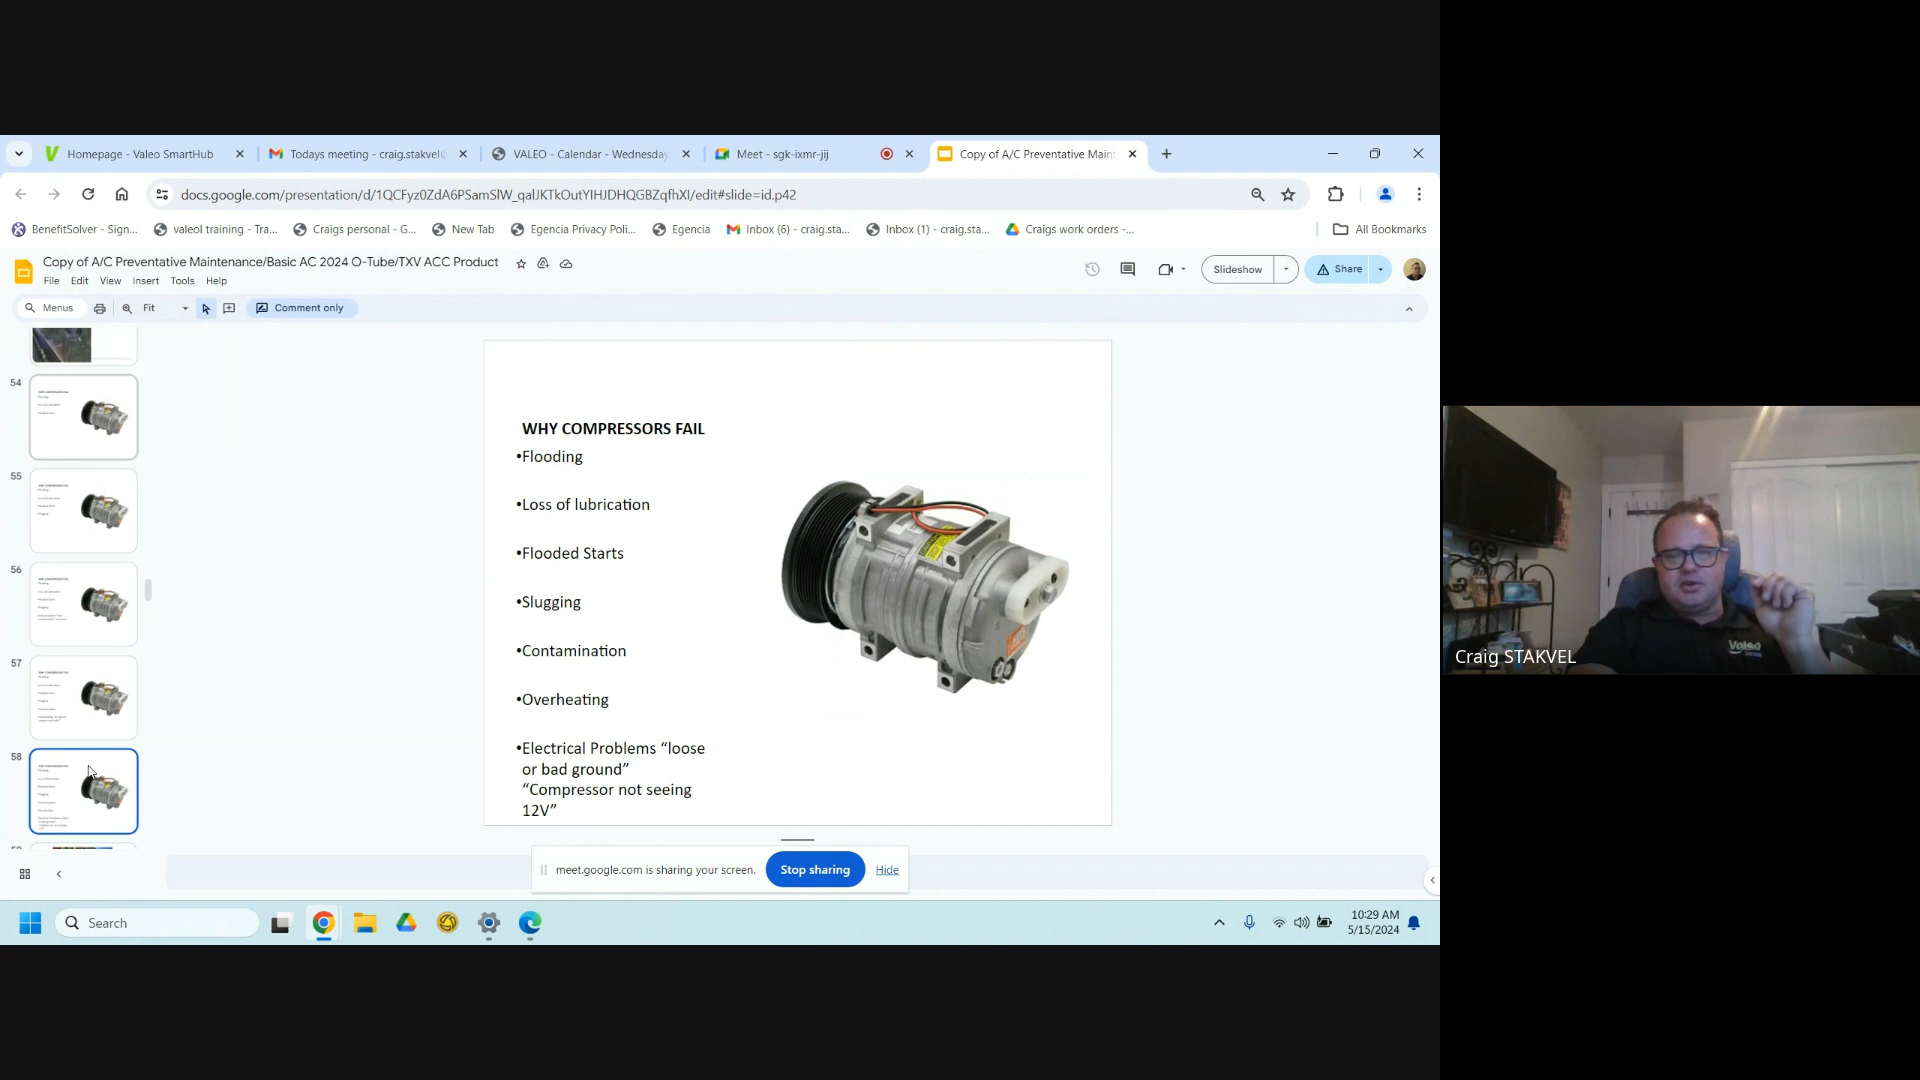 Homepage - Valeo SmartHub
Todays meeting - craig.stakvel@
VALEO - Calendar - Wednesday
Meet - sgk-ixmr-jij
Copy of A/C Preventative Maint
docs.google.com/presentation/d/1QCFyz0ZdA6PSamSlW_qalJKTkOutYIHJDHQGBZqfhXI/edit#slide=id.p42
BenefitSolver - Sign...
valeol training - Tra...
Craigs personal - G...
New Tab
Egencia Privacy Poli...
Egencia
Inbox (6) - craig.sta...
Inbox (1) - craig.sta...
Craigs work orders -...
All Bookmarks
Copy of A/C Preventative Maintenance/Basic AC 2024 O-Tube/TXV ACC Product
File Edit View Insert Tools Help
Slideshow
Share
Menus
Fit
Comment only
54
55
56
57
58
WHY COMPRESSORS FAIL
•Flooding
•Loss of lubrication
•Flooded Starts
•Slugging
•Contamination
•Overheating
•Electrical Problems “loose
or bad ground”
“Compressor not seeing
12V”
Craig STAKVEL
Valeo
meet.google.com is sharing your screen.
Stop sharing
Hide
Search
10:29 AM
5/15/2024